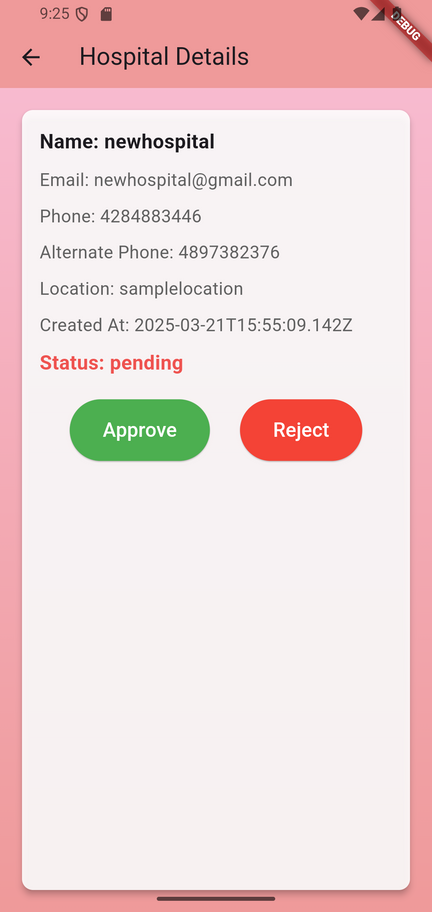 9:25
DEBUG
Hospital Details
Name: newhospital
Email: newhospital@gmail.com
Phone: 4284883446
Alternate Phone: 4897382376
Location: samplelocation
Created At: 2025-03-21T15:55:09.142Z
Status: pending
Approve
Reject